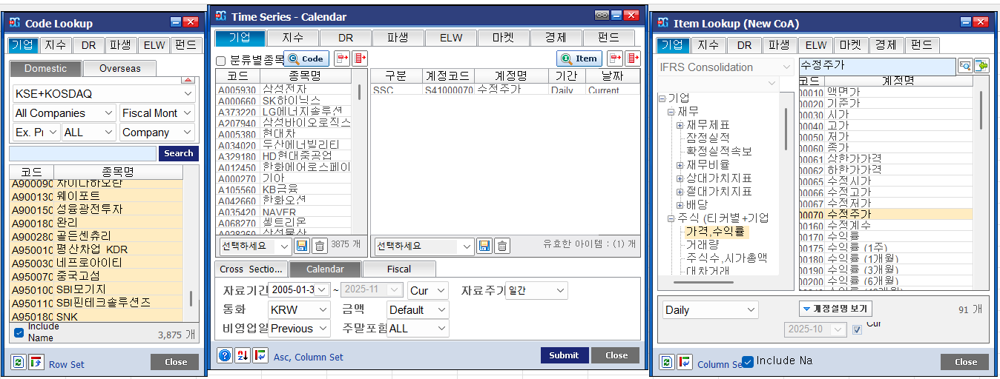 Code Lookup
기업 지수 DR 파생 ELW 펀드
Domestic Overseas
KSE+KOSDAQ
All Companies Fiscal Mont
Ex. Pr ALL Company
Search
코드 종목명
A900090 차이나하오란
A900130 웨이포트
A900150 성융광전투자
A900180 완리
A900280 골든센츄리
A950010 평산차업 KDR
A950030 네프로아이티
A950070 중국고섬
A950100 SBI모기지
A950110 SBI핀테크솔루션즈
A950180 SNK
Include Name
3,875 개
Row Set Close
Time Series - Calendar
기업 지수 DR 파생 ELW 마켓 경제 펀드
분류별종목 Code Item
코드 종목명
A005930 삼성전자
A000660 SK하이닉스
A373220 LG에너지솔루션
A207940 삼성바이오로직스
A005380 현대차
A034020 두산에너빌리티
A329180 HD현대중공업
A012450 한화에어로스페이
A000270 기아
A105560 KB금융
A042660 한화오션
A035420 NAVER
A068270 셀트리온
A028260 삼성물산
선택하세요 3875 개
구분 계정코드 계정명 기간 날짜
SSC S41000070 수정주가 Daily Current
선택하세요 유효한 아이템 : (1) 개
Cross Sectio... Calendar Fiscal
자료기간 2005-01-3 ~ 2025-11 Cur 자료주기 일간
통화 KRW 금액 Default
비영업일 Previous 주말포함 ALL
Asc, Column Set Submit Close
Item Lookup (New CoA)
기업 지수 DR 파생 ELW 마켓 경제 펀드
IFRS Consolidation
수정주가
기업
재무
재무제표
잠정실적
확정실적속보
재무비율
상대가치지표
절대가치지표
배당
주식 (티커별+기업
가격,수익률
거래량
주식수,시가총액
대차거래
코드 계정명
00010 액면가
00020 기준가
00030 시가
00040 고가
00050 저가
00060 종가
00061 상한가가격
00062 하한가가격
00065 수정시가
00066 수정고가
00067 수정저가
00070 수정주가
00160 수정계수
00170 수익률
00175 수익률 (1주)
00180 수익률 (1개월)
00190 수익률 (3개월)
00200 수익률 (6개월)
Daily 계정설명 보기 91 개
2025-10 Cur
Column Se Include Na Close